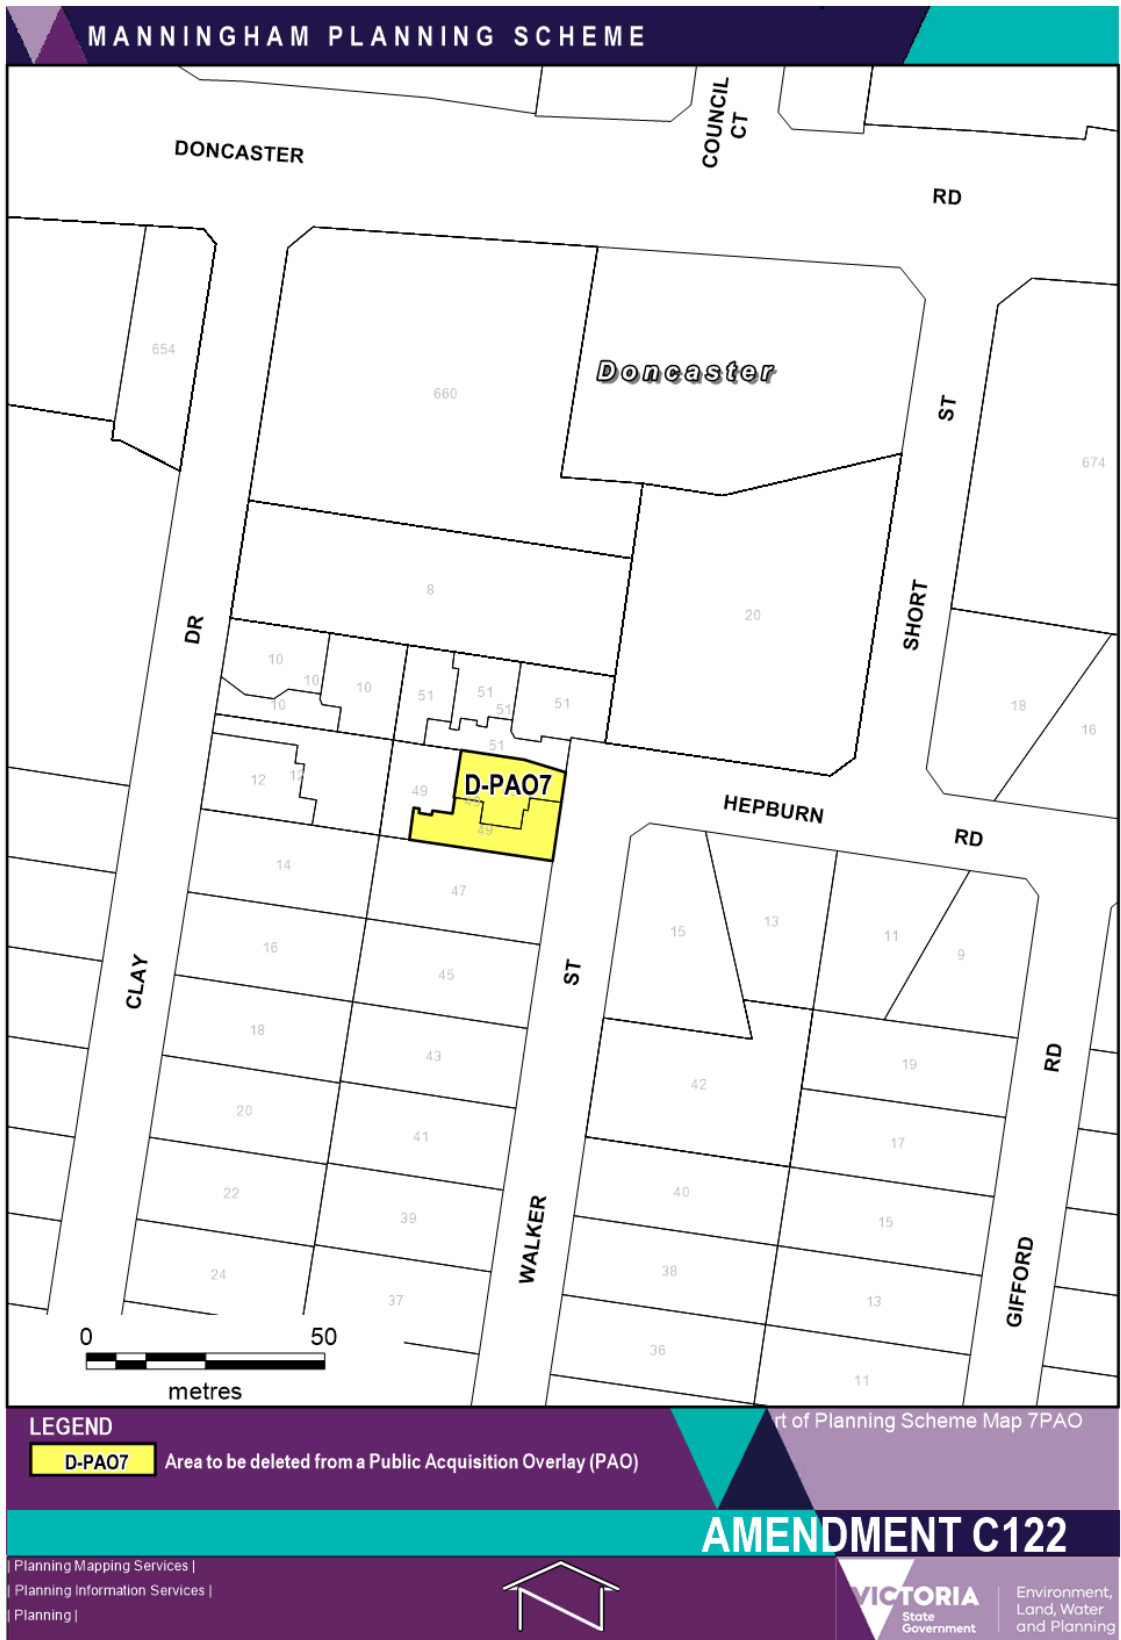 MANNINGHAM PLANNING SCHEME
COUNCIL
CT
DONCASTER
RD
654
660
Doncaster
ST
674
8
20
SHORT
DR
10
10
10
10
51
51
51
51
51
18
16
12
12
49
D-PAO7
49
HEPBURN
RD
14
47
15
13
11
9
16
45
ST
CLAY
18
43
42
19
RD
20
41
17
22
39
40
15
WALKER
24
37
38
13
GIFFORD
36
11
0 50
metres
LEGEND
D-PAO7 Area to be deleted from a Public Acquisition Overlay (PAO)
rt of Planning Scheme Map 7PAO
AMENDMENT C122
| Planning Mapping Services |
| Planning Information Services |
| Planning |
VICTORIA
State
Government
Environment,
Land, Water
and Planning